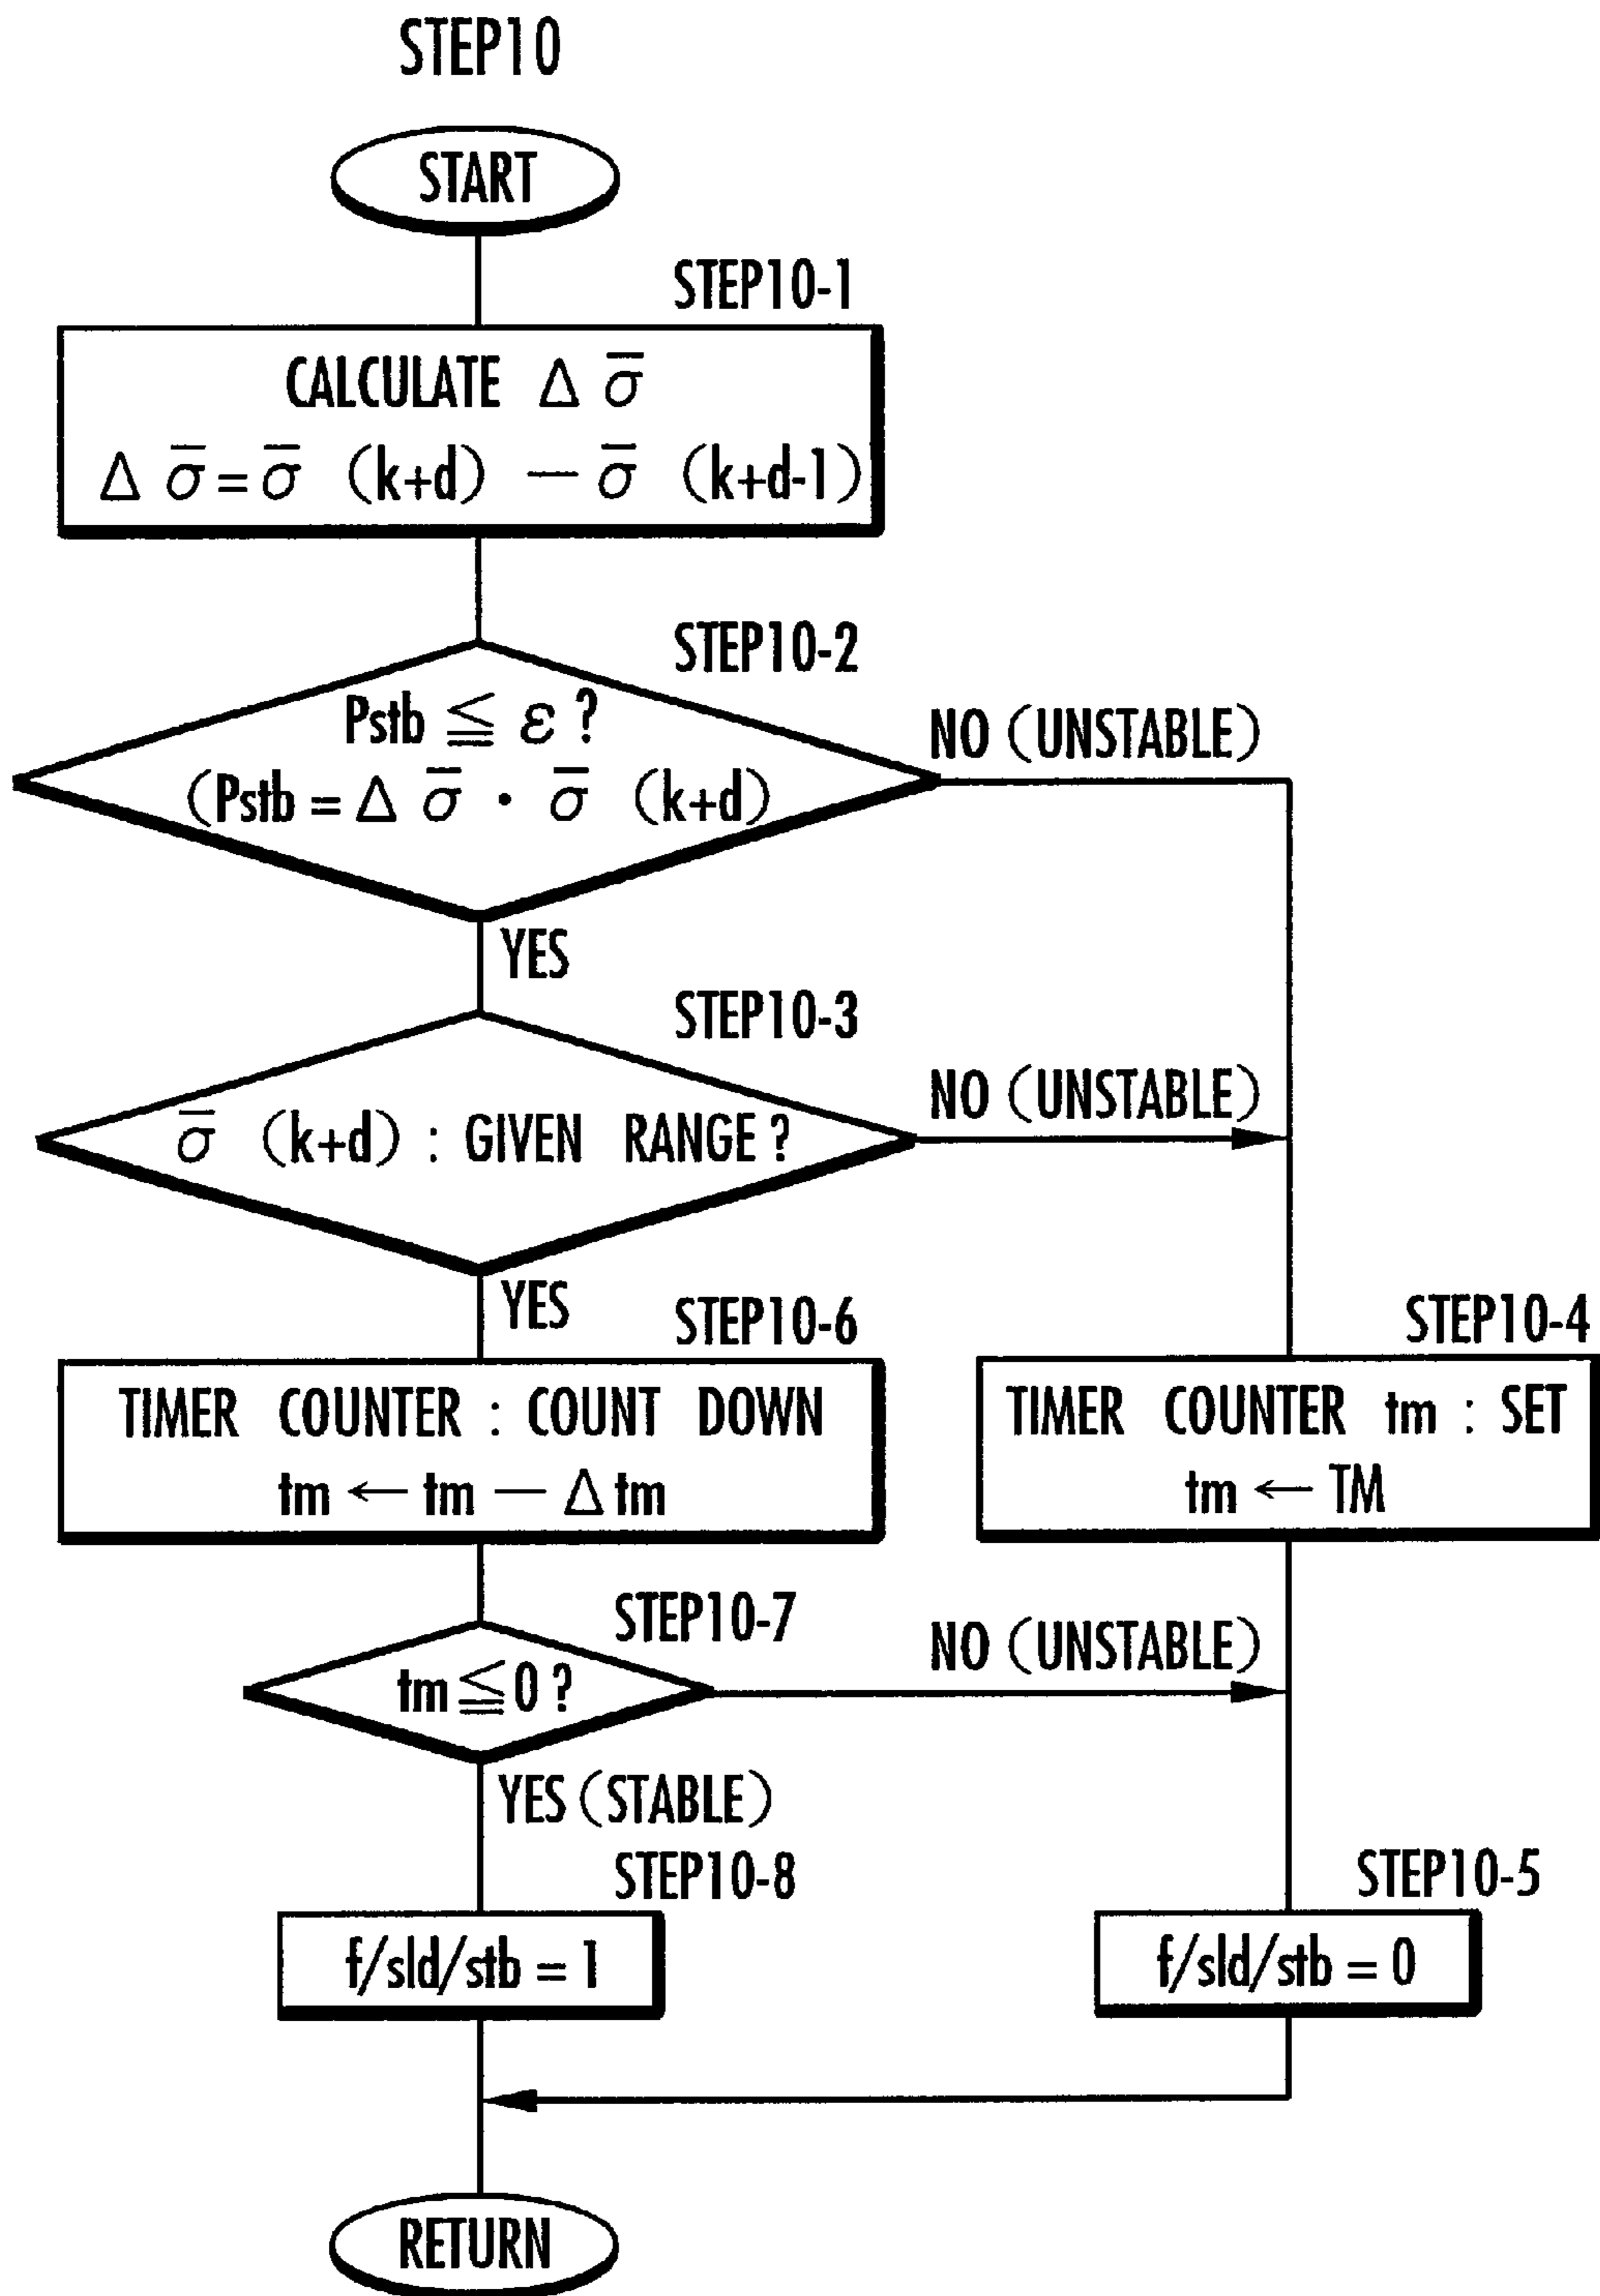 STEP10
START
STEP10-1
CALCULATE Δ σ̅
Δ σ̅ = σ̅ (k+d) — σ̅ (k+d-1)
STEP10-2
Pstb ≦ ε ?
(Pstb = Δ σ̅ · σ̅ (k+d)
NO (UNSTABLE)
YES
STEP10-3
σ̅ (k+d) : GIVEN RANGE ?
NO (UNSTABLE)
YES
STEP10-6
TIMER COUNTER : COUNT DOWN
tm ← tm — Δ tm
STEP10-4
TIMER COUNTER tm : SET
tm ← TM
STEP10-7
tm ≦ 0 ?
NO (UNSTABLE)
YES (STABLE)
STEP10-8
f/sld/stb = 1
STEP10-5
f/sld/stb = 0
RETURN